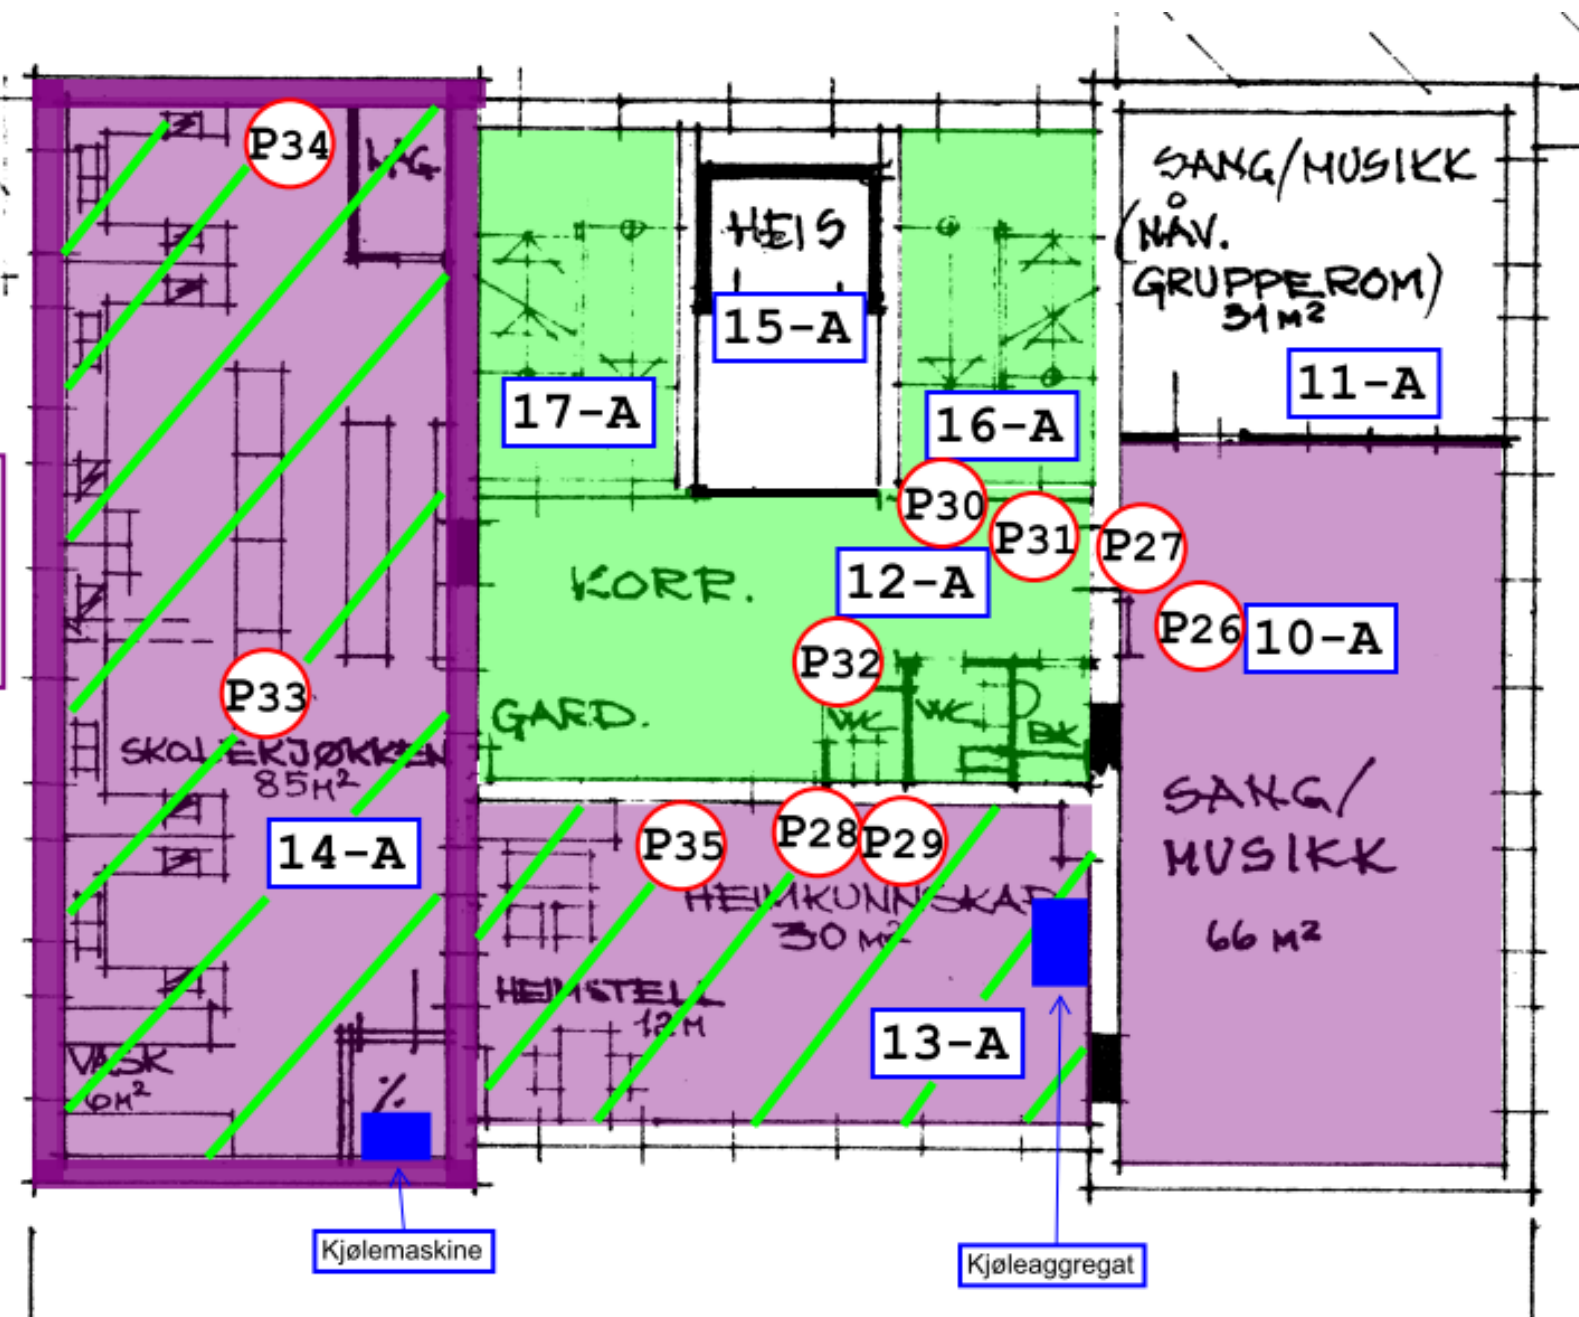 P34
LAG.
HEIS
SANG/MUSIKK
(NÅV.
GRUPPEROM)
31 M²
15-A
11-A
17-A
16-A
P30
P31
P27
KORR.
12-A
P26
10-A
P32
P33
GARD.
WC
WC
BK
SKOLEKJØKKEN
85 M²
SANG/
MUSIKK
66 M²
14-A
P35
P28
P29
HEIMKUNNSKAP
30 M²
HEIMSTELL
12 M
13-A
VASK
6 M²
Kjølemaskine
Kjøleaggregat